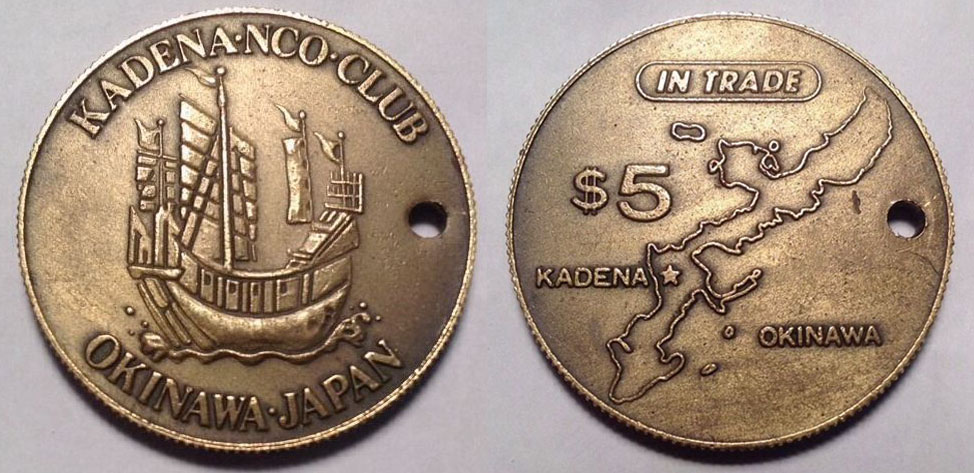 KADENA·NCO·CLUB
OKINAWA·JAPAN
IN TRADE
$5
KADENA
OKINAWA